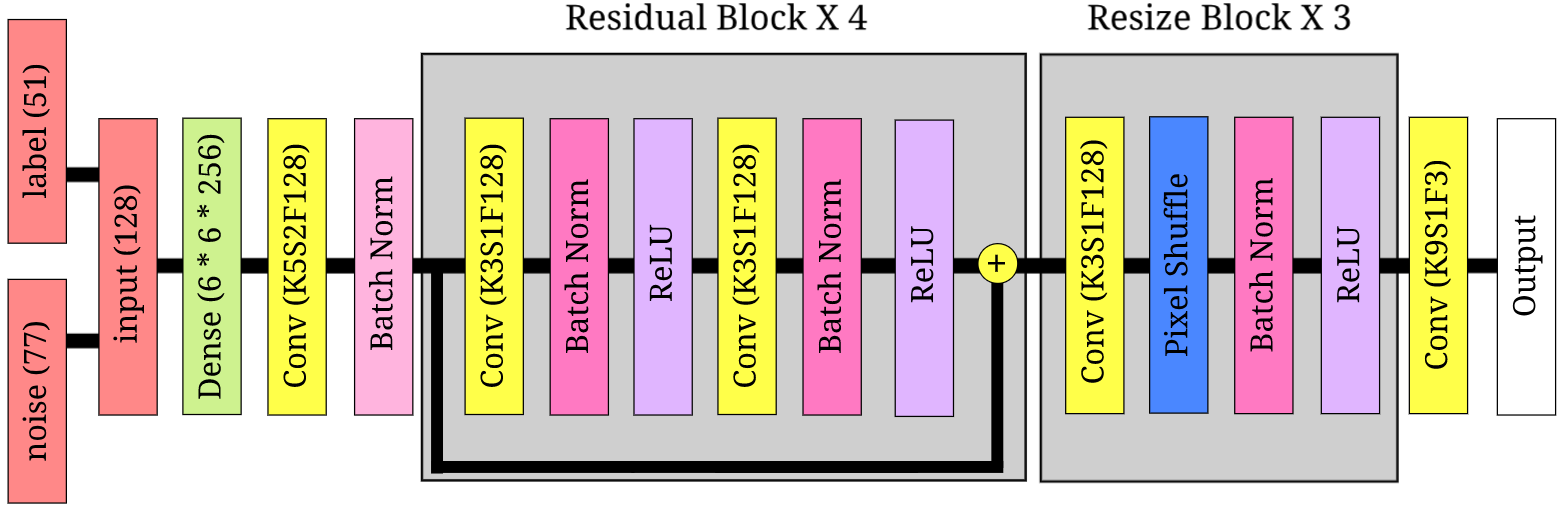 Residual Block X 4
Resize Block X 3
label (51)
noise (77)
input (128)
Dense (6 * 6 * 256)
Conv (K5S2F128)
Batch Norm
Conv (K3S1F128)
Batch Norm
ReLU
Conv (K3S1F128)
Batch Norm
ReLU
+
Conv (K3S1F128)
Pixel Shuffle
Batch Norm
ReLU
Conv (K9S1F3)
Output